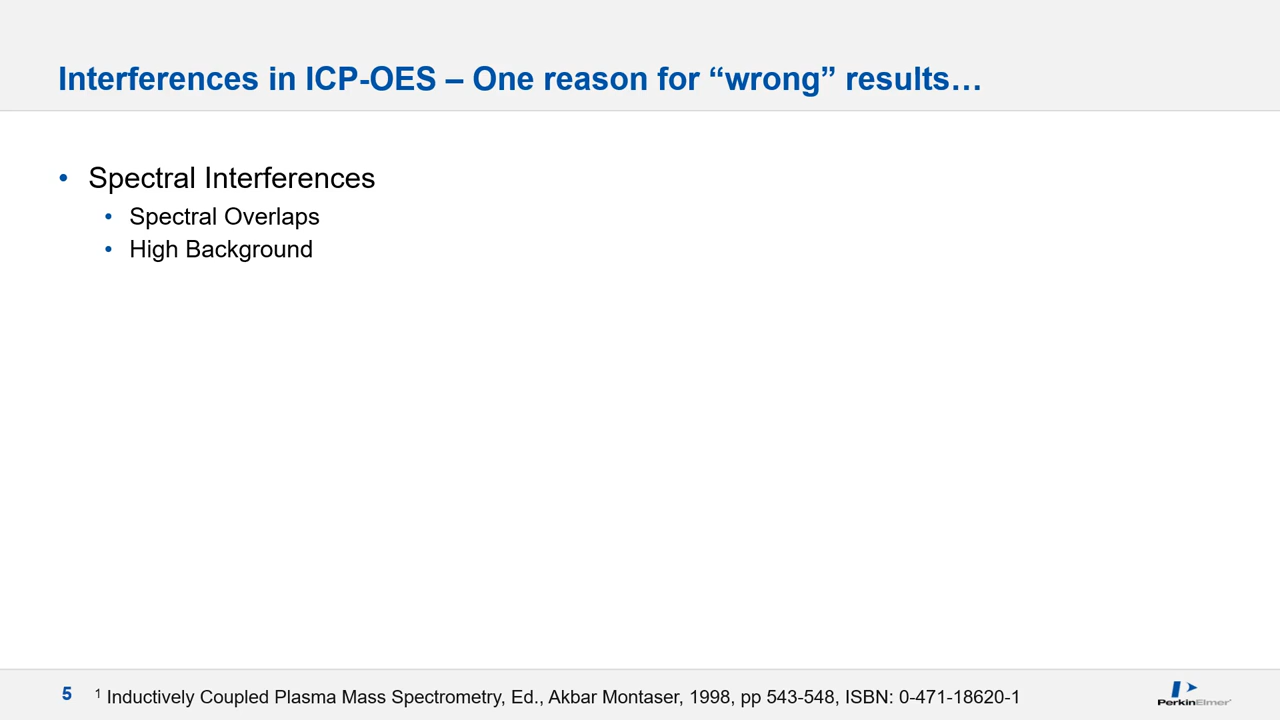 Interferences in ICP-OES – One reason for “wrong” results…
• Spectral Interferences
• Spectral Overlaps
• High Background
5
¹ Inductively Coupled Plasma Mass Spectrometry, Ed., Akbar Montaser, 1998, pp 543-548, ISBN: 0-471-18620-1
PerkinElmer